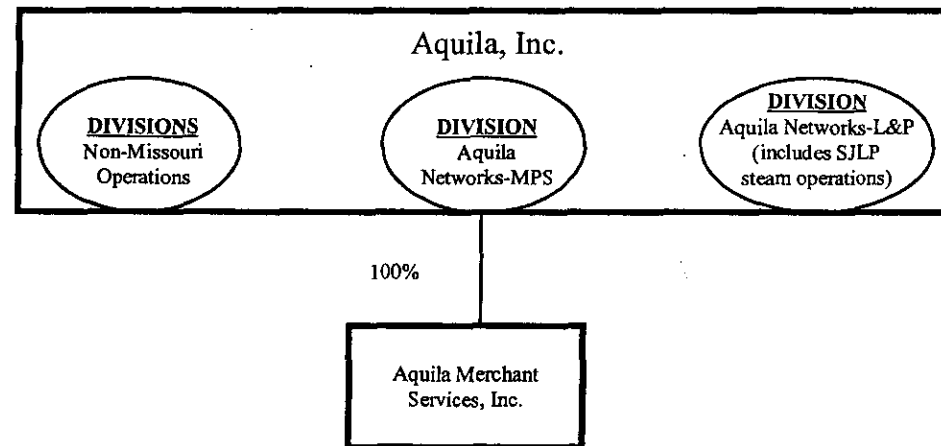 Aquila, Inc.
DIVISIONS
Non-Missouri
Operations
DIVISION
Aquila
Networks-MPS
DIVISION
Aquila Networks-L&P
(includes SJLP
steam operations)
100%
Aquila Merchant
Services, Inc.